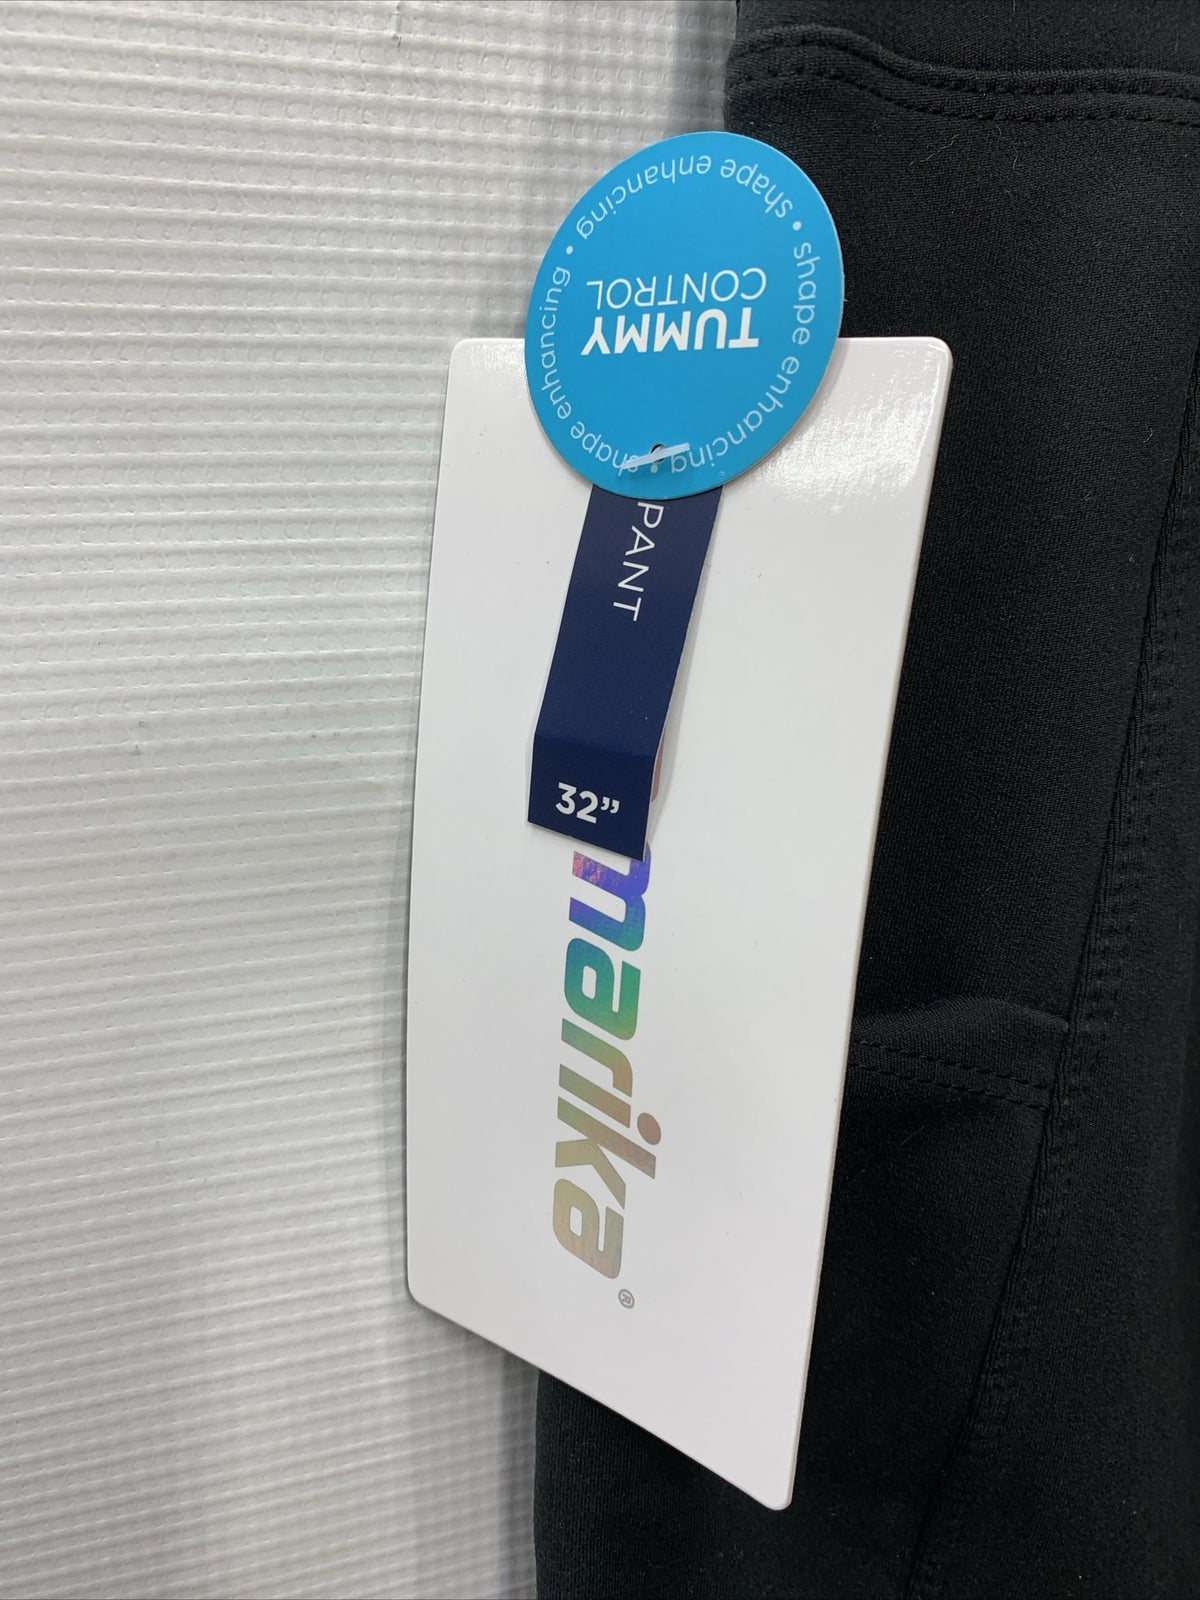 shape enhancing • shape enhancing • shape enhancing •
TUMMY
CONTROL
PANT
32”
marika®